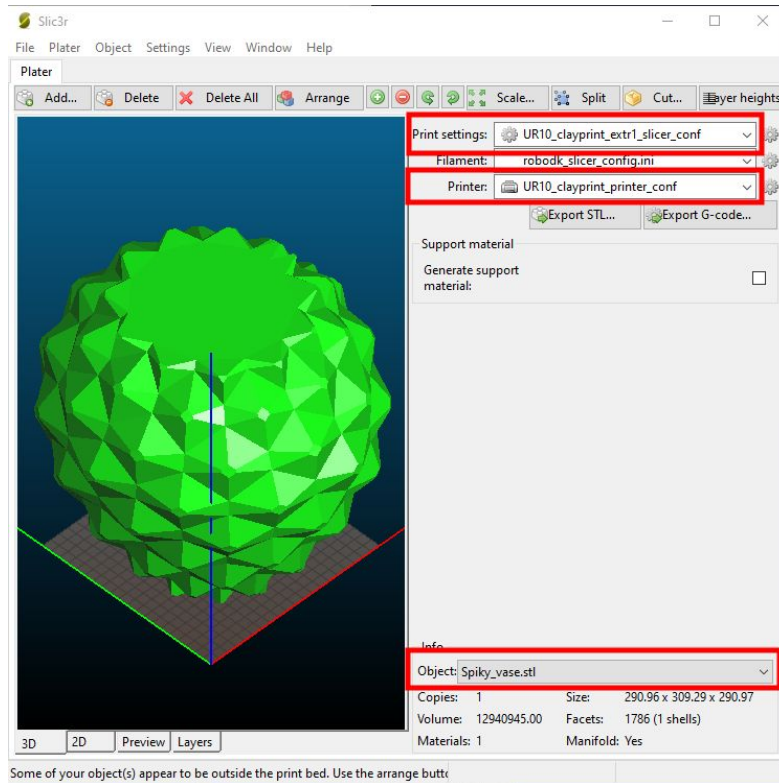 Slic3r
File Plater Object Settings View Window Help
Plater
Add... Delete Delete All Arrange Scale... Split Cut... Layer heights
Print settings: UR10_clayprint_extr1_slicer_conf
Filament: robodk_slicer_config.ini
Printer: UR10_clayprint_printer_conf
Export STL... Export G-code...
Support material
Generate support
material:
Info
Object: Spiky_vase.stl
Copies: 1 Size: 290.96 x 309.29 x 290.97
Volume: 12940945.00 Facets: 1786 (1 shells)
Materials: 1 Manifold: Yes
3D 2D Preview Layers
Some of your object(s) appear to be outside the print bed. Use the arrange butto